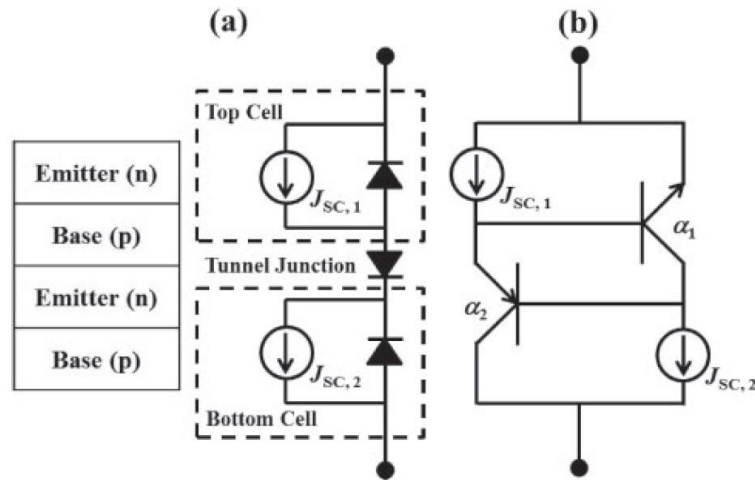 (a)
(b)
Top Cell
Emitter (n)
Base (p)
Emitter (n)
Base (p)
J_SC, 1
Tunnel Junction
J_SC, 2
Bottom Cell
J_SC, 1
α_1
α_2
J_SC, 2